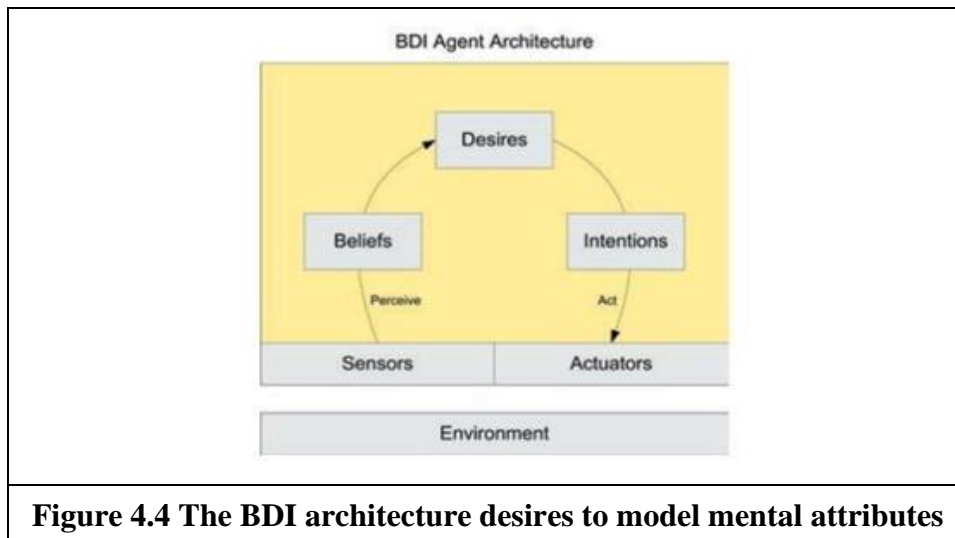 BDI Agent Architecture
Desires
Beliefs
Intentions
Perceive
Act
Sensors
Actuators
Environment
Figure 4.4 The BDI architecture desires to model mental attributes